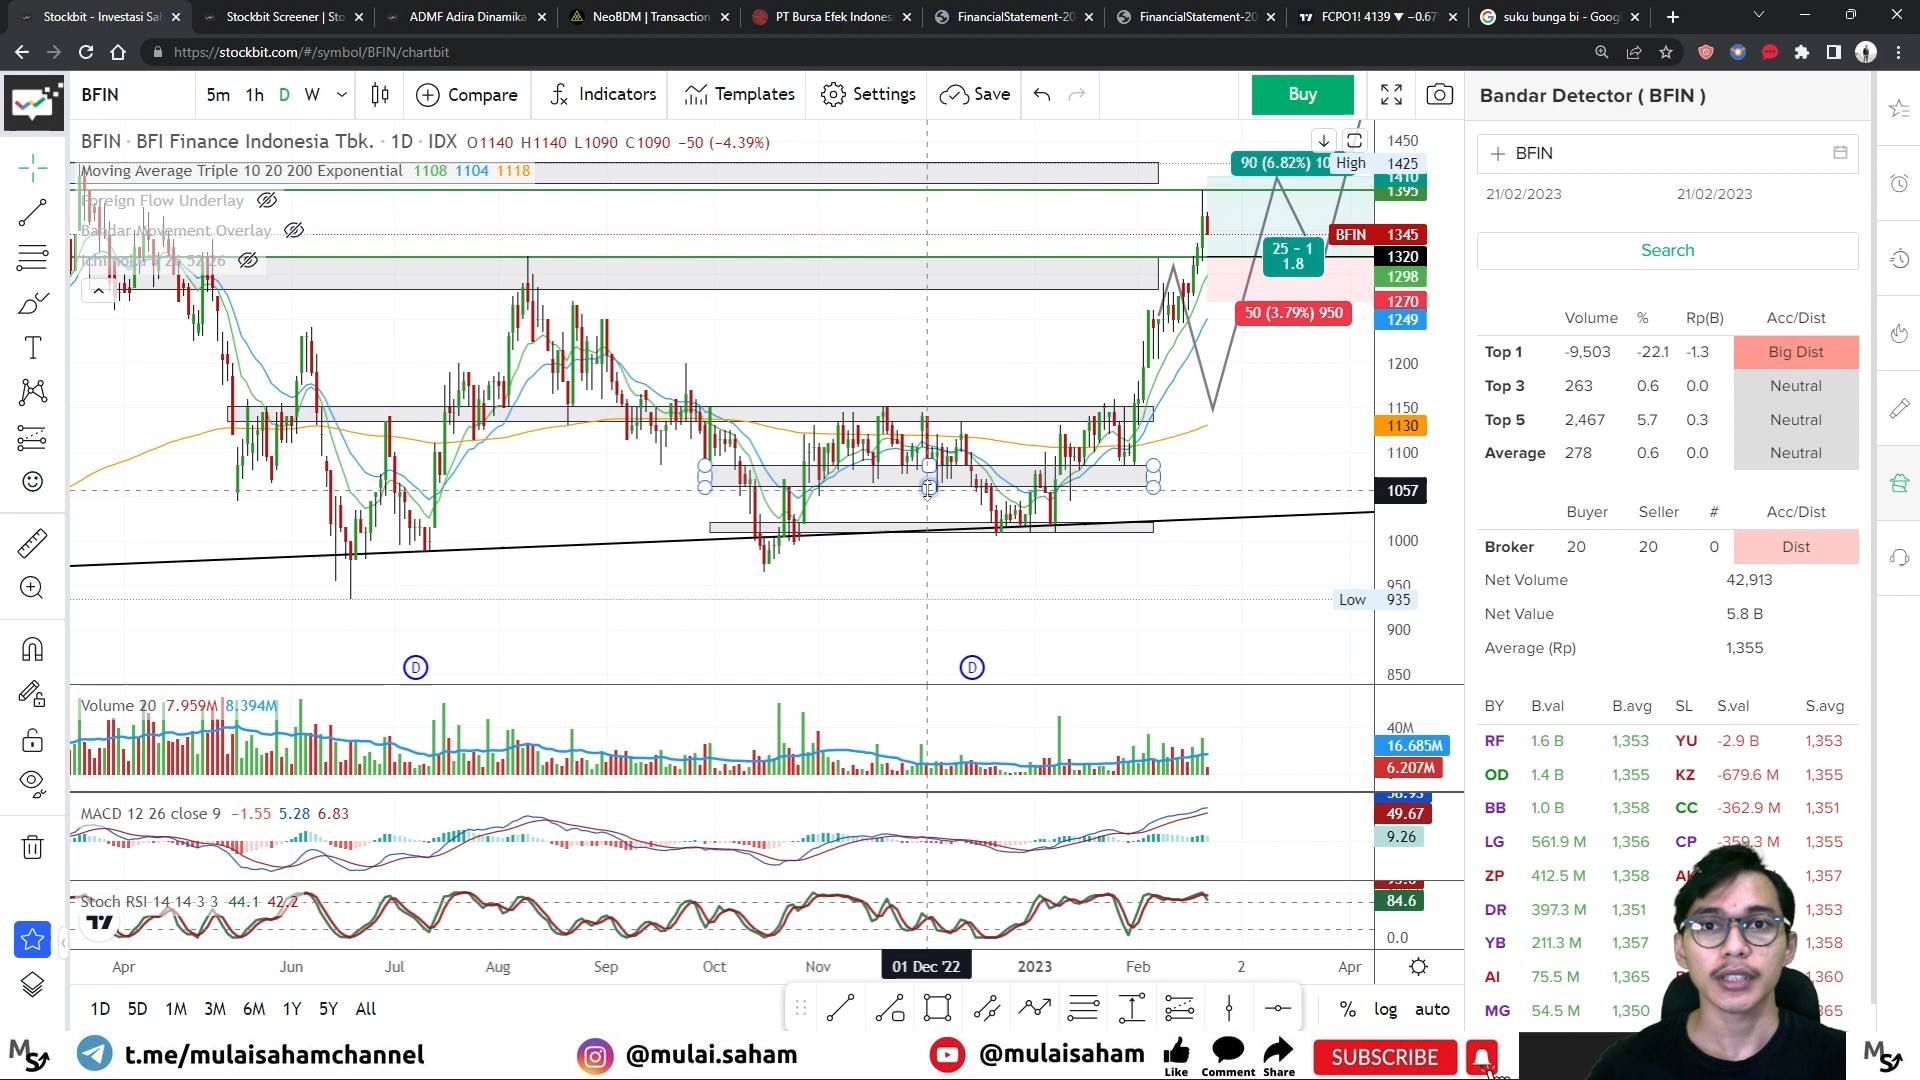 Stockbit - Investasi Sah
Stockbit Screener | Sto
ADMF Adira Dinamika
NeoBDM | Transaction
PT Bursa Efek Indones
FinancialStatement-20
FinancialStatement-20
FCPO1! 4139 ▼ −0.67
suku bunga bi - Goog
https://stockbit.com/#/symbol/BFIN/chartbit
BFIN 5m 1h D W Compare Indicators Templates Settings Save Buy
BFIN · BFI Finance Indonesia Tbk. · 1D · IDX O1140 H1140 L1090 C1090 −50 (−4.39%)
Moving Average Triple 10 20 200 Exponential 1108 1104 1118
Foreign Flow Underlay
Bandar Movement Overlay
90 (6.82%)
25 ~ 1
1.8
50 (3.79%) 950
1450
High 1425
1410
1395
BFIN 1345
1320
1298
1270
1249
1200
1150
1130
1100
1057
1000
950
Low 935
900
850
D
D
Volume 20 7.959M 8.394M
40M
16.685M
6.207M
MACD 12 26 close 9 −1.55 5.28 6.83
49.67
9.26
Stoch RSI 14 14 3 3 44.1 42.2
84.6
0.0
Apr Jun Jul Aug Sep Oct Nov 01 Dec '22 2023 Feb 2 Apr
1D 5D 1M 3M 6M 1Y 5Y All
% log auto
Bandar Detector ( BFIN )
BFIN
21/02/2023 21/02/2023
Search
Volume % Rp(B) Acc/Dist
Top 1 -9,503 -22.1 -1.3 Big Dist
Top 3 263 0.6 0.0 Neutral
Top 5 2,467 5.7 0.3 Neutral
Average 278 0.6 0.0 Neutral
Buyer Seller # Acc/Dist
Broker 20 20 0 Dist
Net Volume 42,913
Net Value 5.8 B
Average (Rp) 1,355
BY B.val B.avg SL S.val S.avg
RF 1.6 B 1,353 YU -2.9 B 1,353
OD 1.4 B 1,355 KZ -679.6 M 1,355
BB 1.0 B 1,358 CC -362.9 M 1,351
LG 561.9 M 1,356 CP -359.3 M 1,355
ZP 412.5 M 1,358 1,357
DR 397.3 M 1,351 1,353
YB 211.3 M 1,357 1,358
AI 75.5 M 1,365
MG 54.5 M 1,350
t.me/mulaisahamchannel
@mulai.saham
@mulaisaham
Like
Comment
Share
SUBSCRIBE